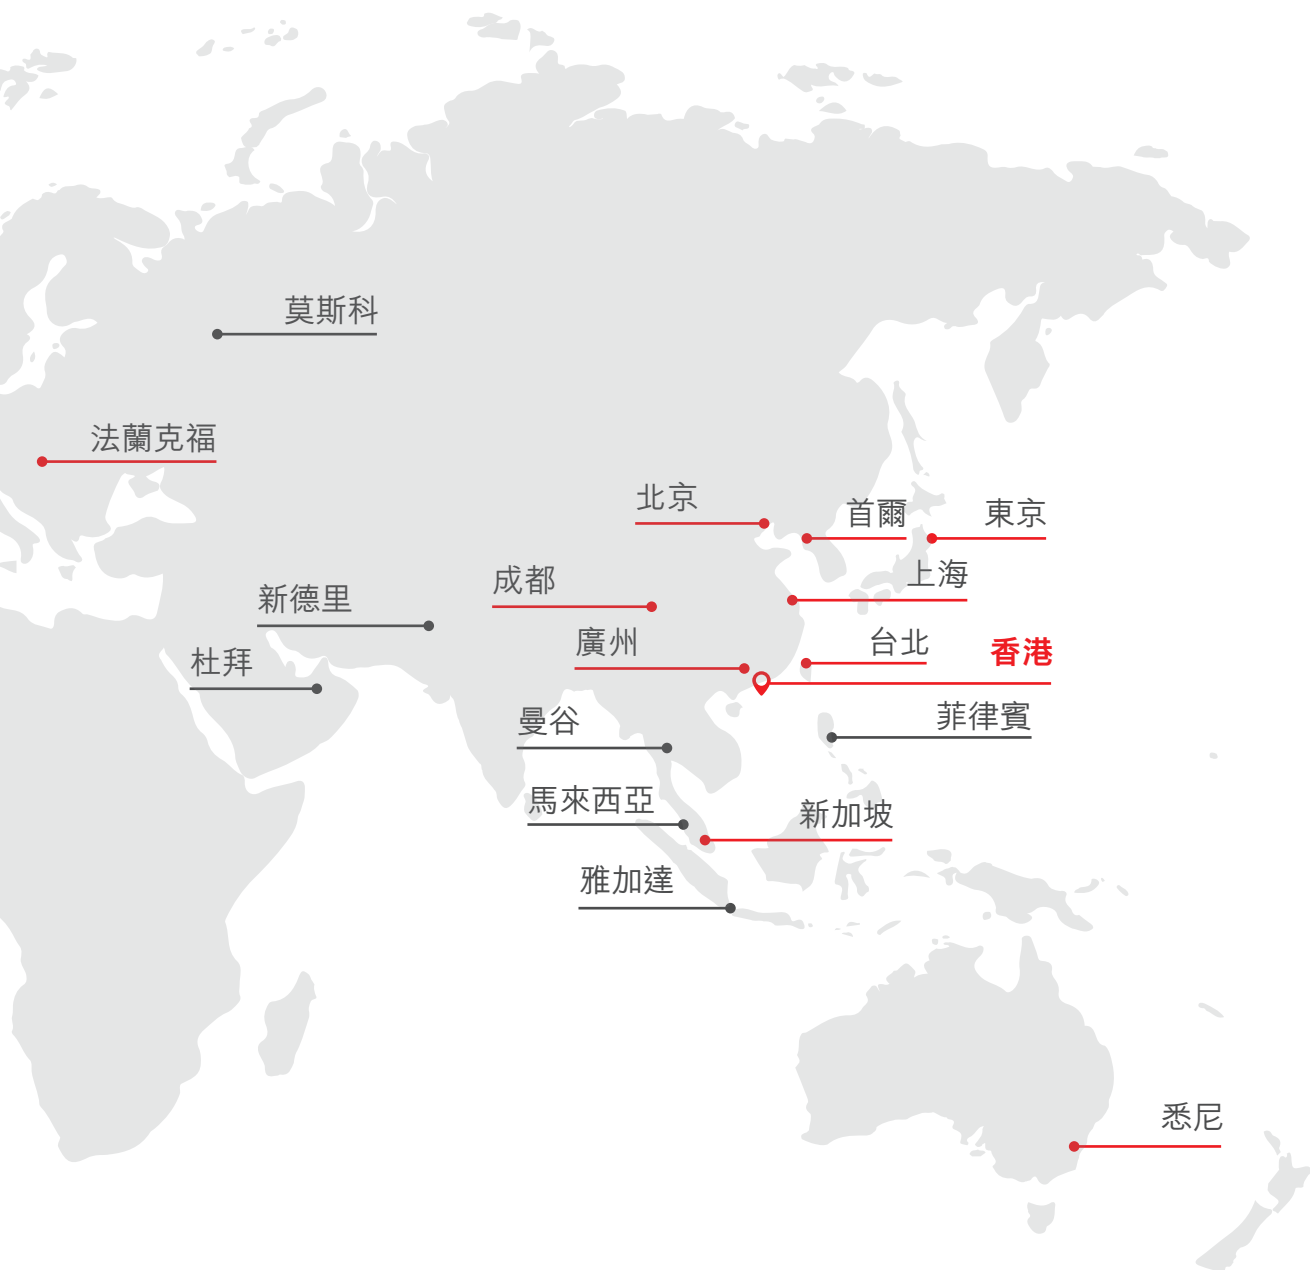 莫斯科
法蘭克福
北京
首爾
東京
上海
成都
新德里
廣州
台北
香港
杜拜
曼谷
菲律賓
馬來西亞
新加坡
雅加達
悉尼